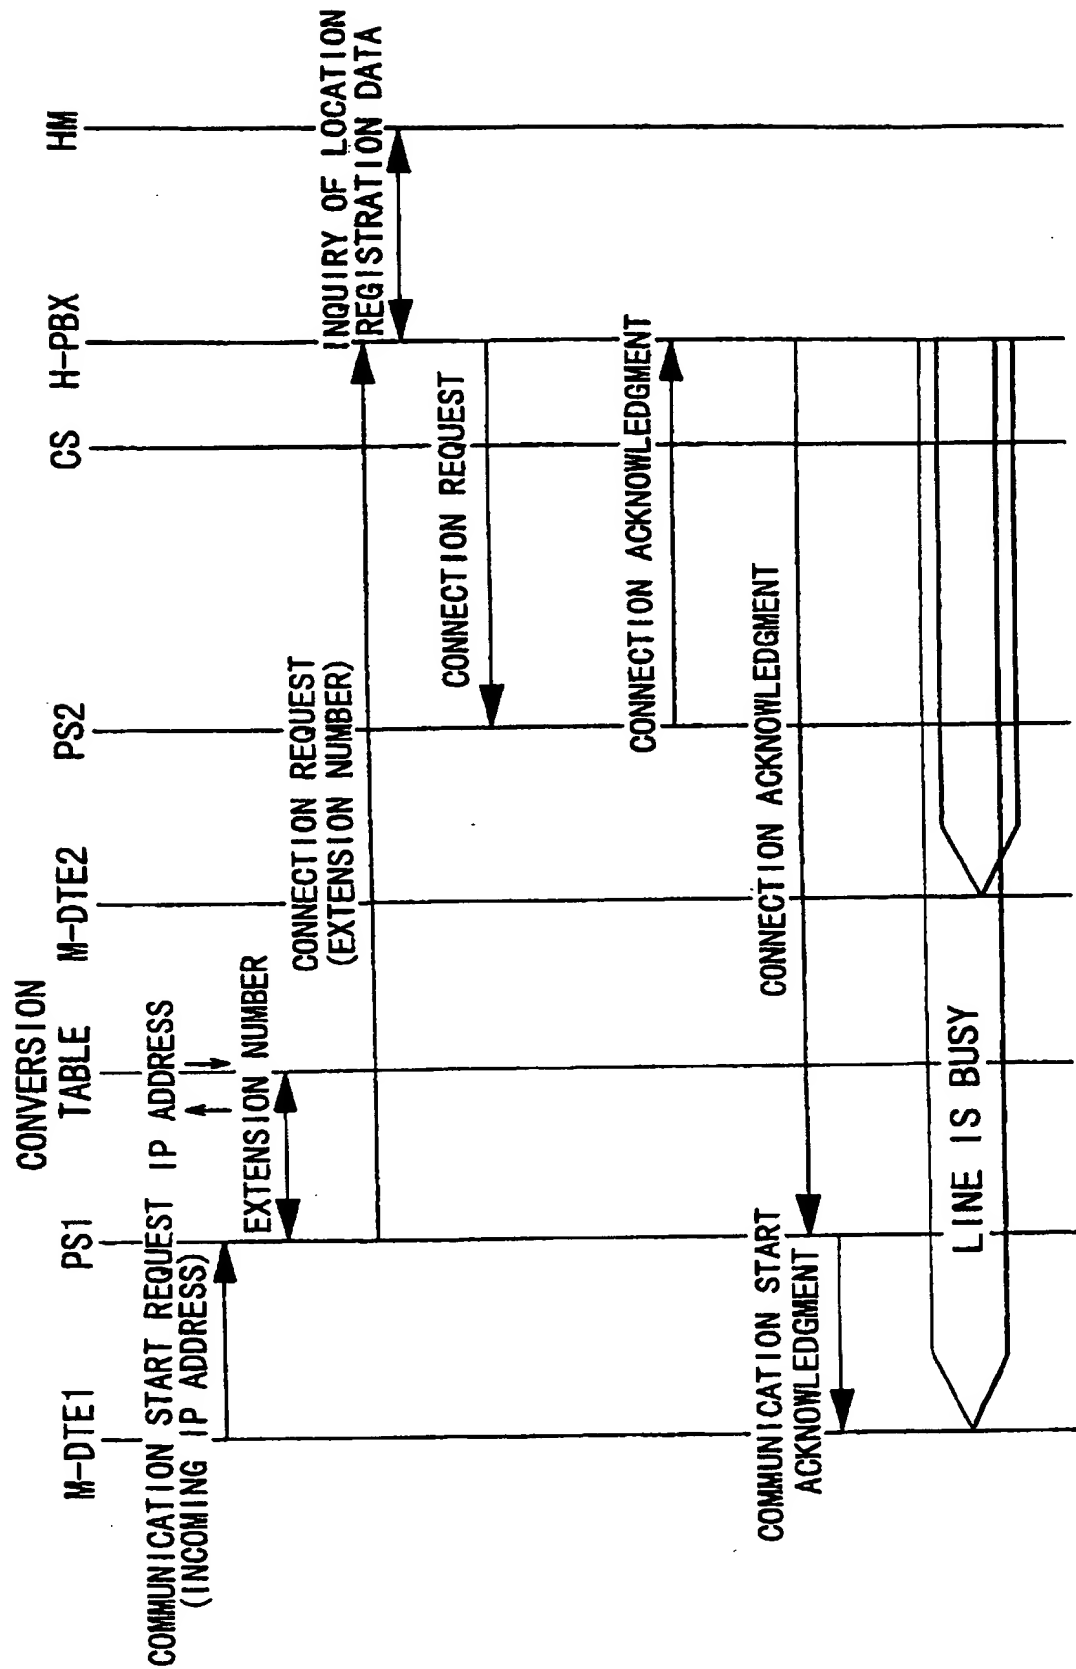 M-DTE1
PS1
CONVERSION
TABLE
M-DTE2
PS2
CS
H-PBX
HM
COMMUNICATION START REQUEST
(INCOMING IP ADDRESS)
IP ADDRESS
EXTENSION NUMBER
CONNECTION REQUEST
(EXTENSION NUMBER)
INQUIRY OF LOCATION
REGISTRATION DATA
CONNECTION REQUEST
CONNECTION ACKNOWLEDGMENT
CONNECTION ACKNOWLEDGMENT
COMMUNICATION START
ACKNOWLEDGMENT
LINE IS BUSY